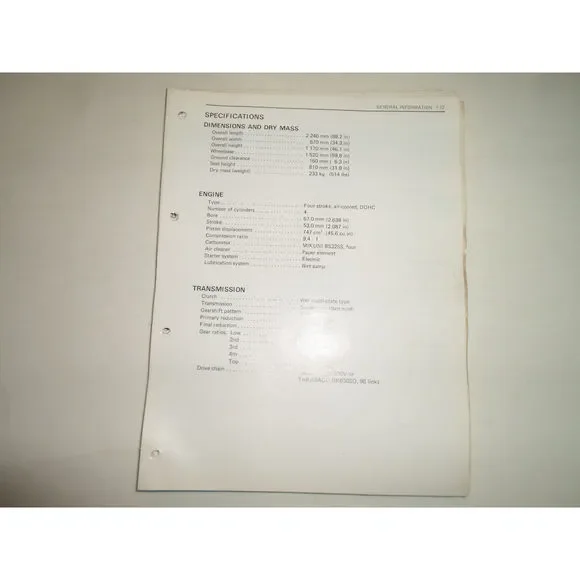 GENERAL INFORMATION 1-12
SPECIFICATIONS
DIMENSIONS AND DRY MASS
Overall length 2 240 mm (88.2 in)
Overall width 870 mm (34.3 in)
Overall height 1 170 mm (46.1 in)
Wheelbase 1 520 mm (59.8 in)
Ground clearance 160 mm ( 6.3 in)
Seat height 810 mm (31.9 in)
Dry mass (weight) 233 kg (514 lbs)
ENGINE
Type Four-stroke, air-cooled, DOHC
Number of cylinders 4
Bore 67.0 mm (2.638 in)
Stroke 53.0 mm (2.087 in)
Piston displacement 747 cm³ (45.6 cu. in)
Compression ratio 9.4 : 1
Carburetor MIKUNI BS32SS, four
Air cleaner Paper element
Starter system Electric
Lubrication system Wet sump
TRANSMISSION
Clutch Wet multi-plate type
Transmission
Gearshift pattern
Primary reduction
Final reduction
Gear ratios, Low
2nd
3rd
4th
Top
Drive chain
96 links